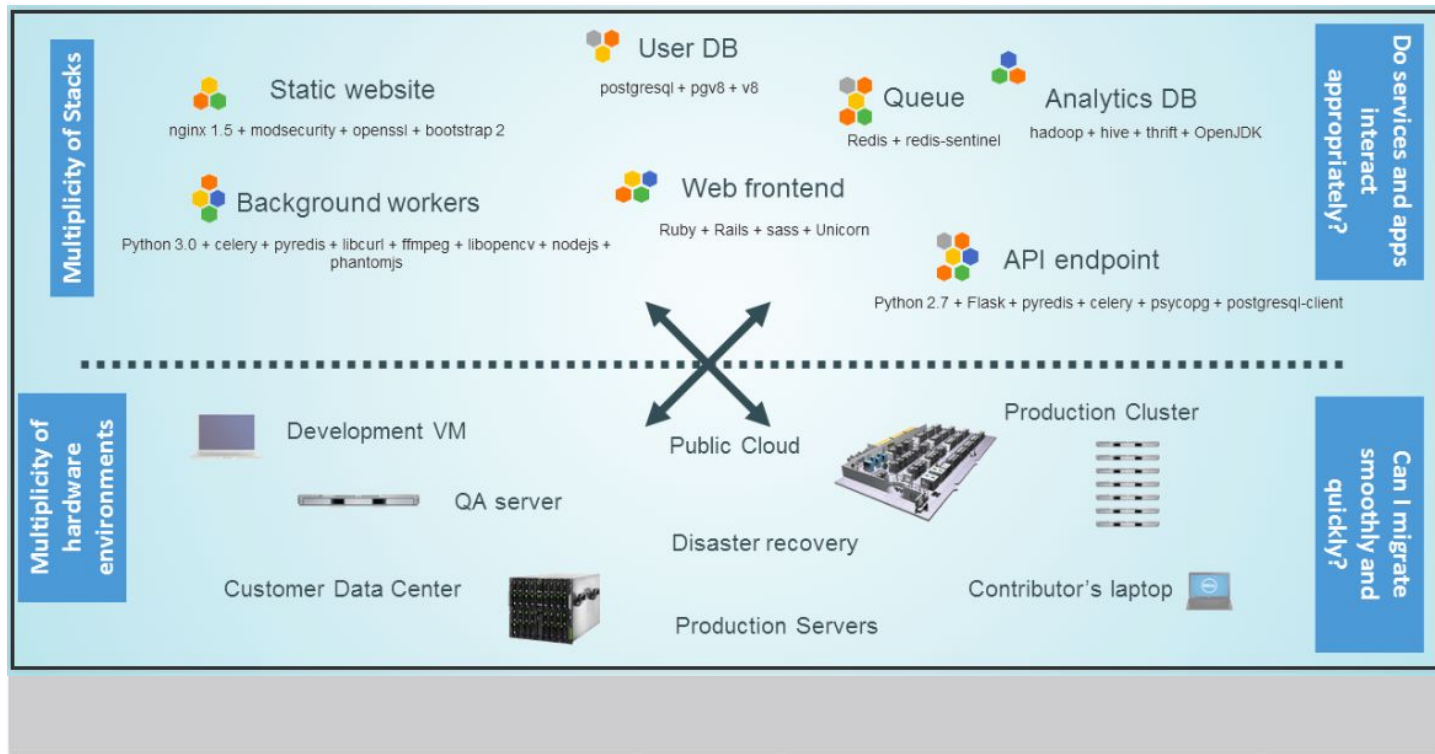 Multiplicity of Stacks
Static website
nginx 1.5 + modsecurity + openssl + bootstrap 2
User DB
postgresql + pgv8 + v8
Queue
Redis + redis-sentinel
Analytics DB
hadoop + hive + thrift + OpenJDK
Background workers
Python 3.0 + celery + pyredis + libcurl + ffmpeg + libopencv + nodejs +
phantomjs
Web frontend
Ruby + Rails + sass + Unicorn
API endpoint
Python 2.7 + Flask + pyredis + celery + psycopg + postgresql-client
Do services and apps
interact
appropriately?
Multiplicity of
hardware
environments
Development VM
QA server
Customer Data Center
Public Cloud
Disaster recovery
Production Servers
Production Cluster
Contributor’s laptop
DELL
Can I migrate
smoothly and
quickly?